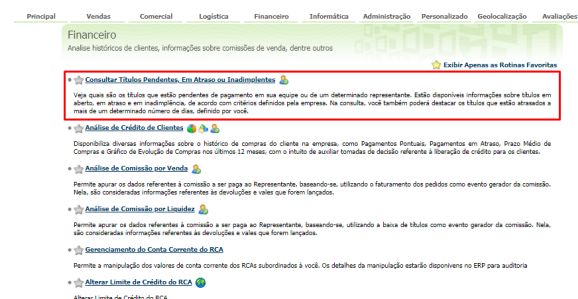 Principal Vendas Comercial Logística Financeiro Informática Administração Personalizado Geolocalização Avaliações
Financeiro
Analise históricos de clientes, informações sobre comissões de venda, dentre outros
Exibir Apenas as Rotinas Favoritas
Consultar Títulos Pendentes, Em Atraso ou Inadimplentes
Veja quais são os títulos que estão pendentes de pagamento em sua equipe ou de um determinado representante. Estão disponíveis informações sobre títulos em
aberto, em atraso e em inadimplência, de acordo com critérios definidos pela empresa. Na consulta, você também poderá destacar os títulos que estão atrasados a
mais de um determinado número de dias, definido por você.
Análise de Crédito de Clientes
Disponibiliza diversas informações sobre o histórico de compras do cliente na empresa, como Pagamentos Pontuais, Pagamentos em Atraso, Prazo Médio de
Compras e Gráfico de Evolução de Compras nos últimos 12 meses, com o intuito de auxiliar tomadas de decisão referente à liberação de crédito para os clientes.
Análise de Comissão por Venda
Permite apurar os dados referentes à comissão a ser paga ao Representante, baseando-se, utilizando o faturamento dos pedidos como evento gerador da comissão.
Nela, são consideradas informações referentes às devoluções e vales que forem lançados.
Análise de Comissão por Liquidez
Permite apurar os dados referentes à comissão a ser paga ao Representante, baseando-se, utilizando a baixa de títulos como evento gerador da comissão. Nela,
são consideradas informações referentes às devoluções e vales que forem lançados.
Gerenciamento do Conta Corrente do RCA
Permite a manipulação dos valores de conta corrente dos RCAs subordinados à você. Os detalhes da manipulação estarão disponivens no ERP para auditoria
Alterar Limite de Crédito do RCA
Alterar Limite de Crédito do RCA